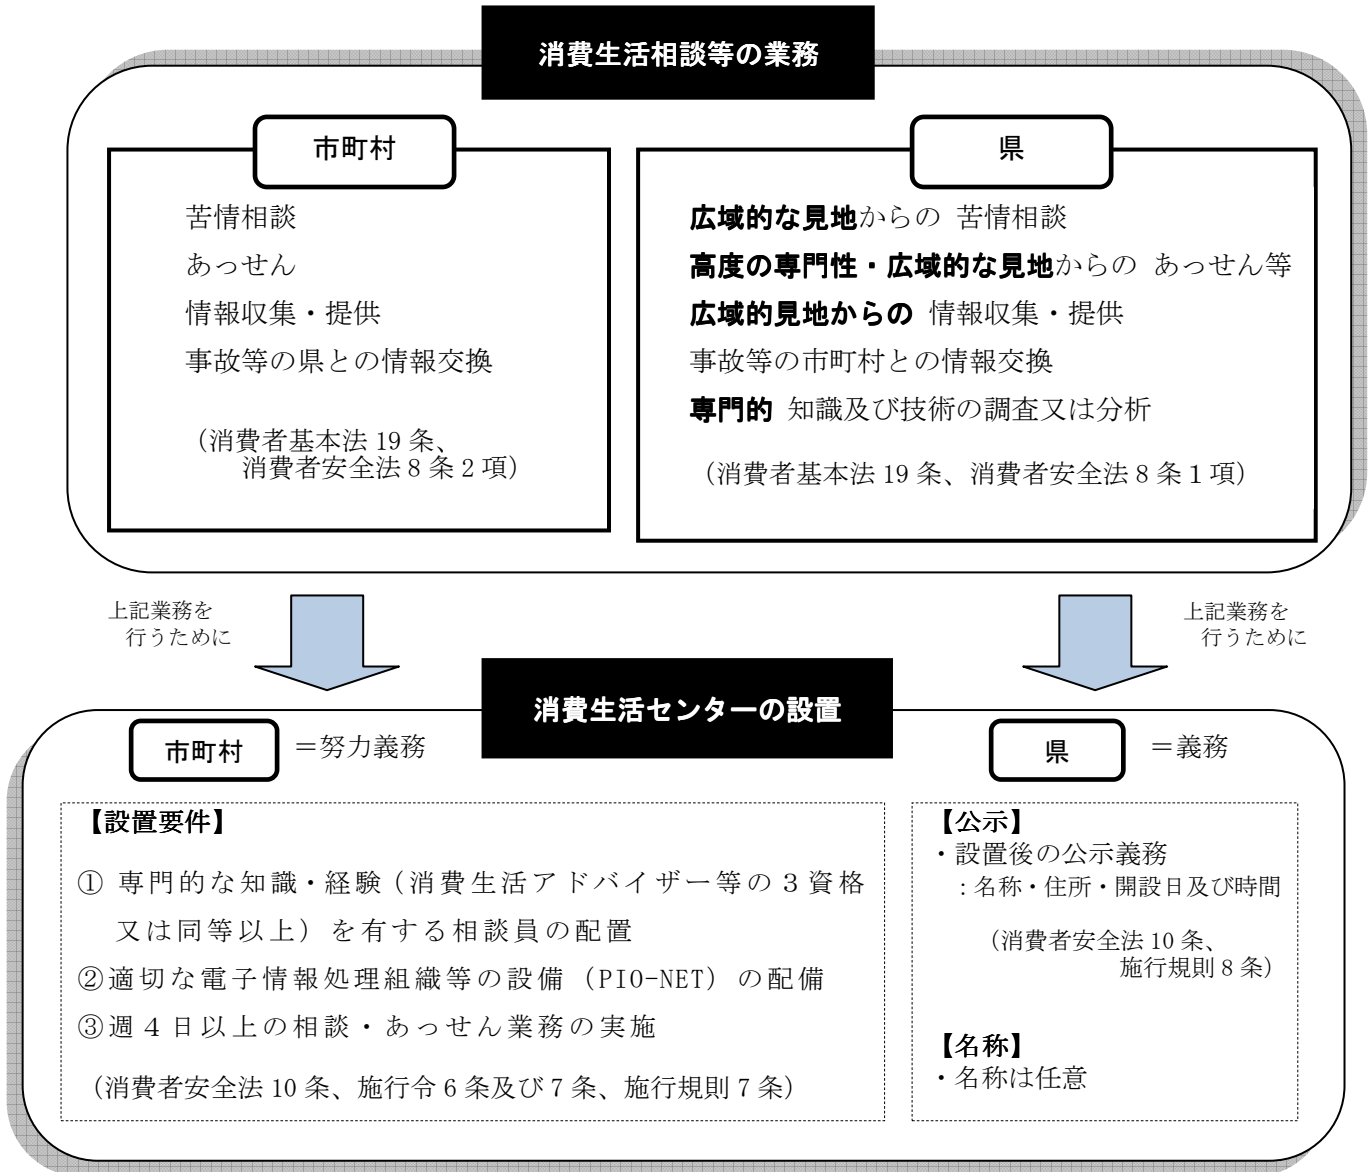 消費生活相談等の業務
市町村
苦情相談
あっせん
情報収集・提供
事故等の県との情報交換
（消費者基本法 19 条、
消費者安全法８条２項）
県
広域的な見地からの 苦情相談
高度の専門性・広域的な見地からの あっせん等
広域的見地からの 情報収集・提供
事故等の市町村との情報交換
専門的 知識及び技術の調査又は分析
（消費者基本法 19 条、消費者安全法８条１項）
上記業務を
行うために
上記業務を
行うために
消費生活センターの設置
市町村 ＝努力義務
県 ＝義務
【設置要件】
① 専門的な知識・経験（消費生活アドバイザー等の３資格
又は同等以上）を有する相談員の配置
②適切な電子情報処理組織等の設備（PIO-NET）の配備
③週４日以上の相談・あっせん業務の実施
（消費者安全法 10 条、施行令６条及び７条、施行規則７条）
【公示】
・設置後の公示義務
：名称・住所・開設日及び時間
（消費者安全法 10 条、
施行規則８条）
【名称】
・名称は任意